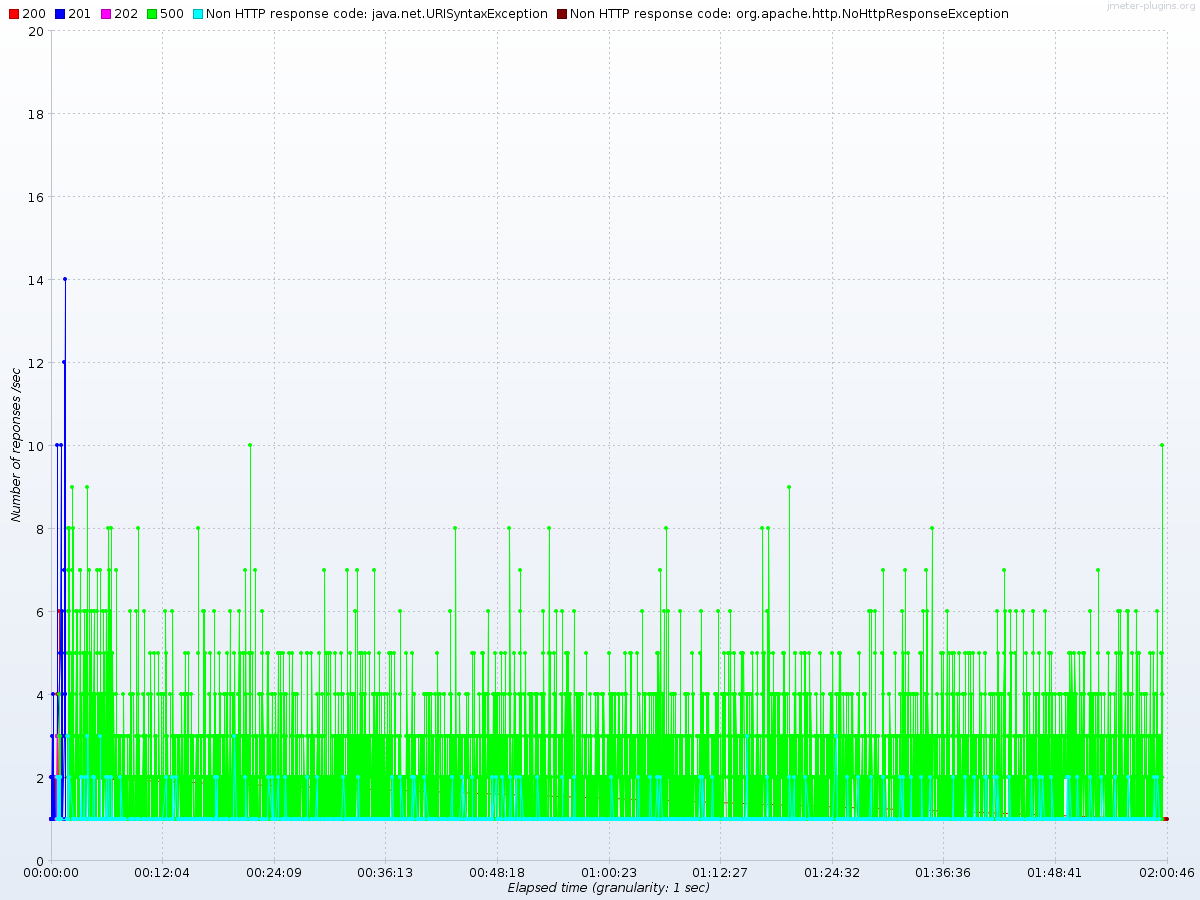 200 201 202 500 Non HTTP response code: java.net.URISyntaxException Non HTTP response code: org.apache.http.NoHttpResponseException
jmeter-plugins.org
20
18
16
14
12
10
8
6
4
2
0
Number of reponses /sec
00:00:00 00:12:04 00:24:09 00:36:13 00:48:18 01:00:23 01:12:27 01:24:32 01:36:36 01:48:41 02:00:46
Elapsed time (granularity: 1 sec)